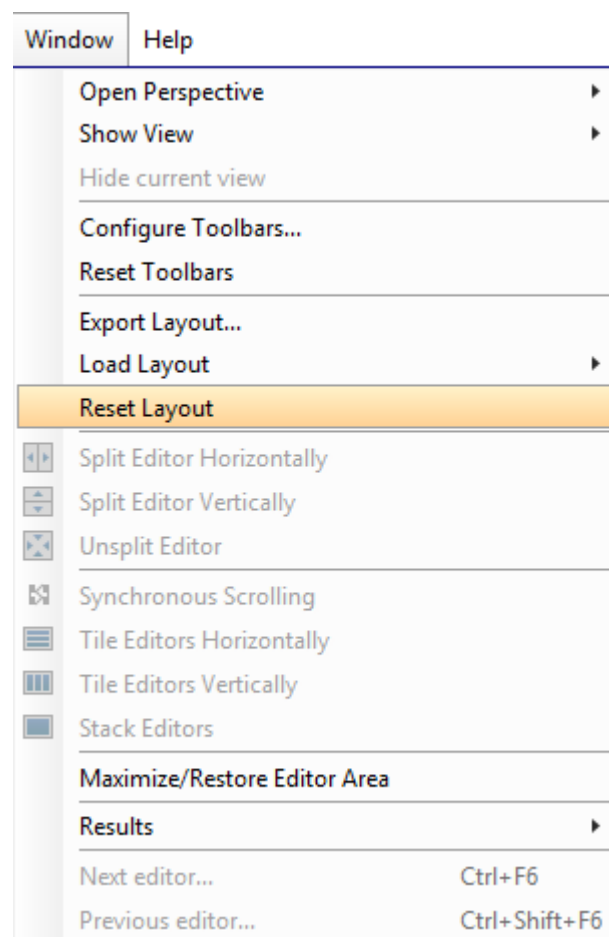 Window Help
Open Perspective
Show View
Hide current view
Configure Toolbars...
Reset Toolbars
Export Layout...
Load Layout
Reset Layout
Split Editor Horizontally
Split Editor Vertically
Unsplit Editor
Synchronous Scrolling
Tile Editors Horizontally
Tile Editors Vertically
Stack Editors
Maximize/Restore Editor Area
Results
Next editor... Ctrl+F6
Previous editor... Ctrl+Shift+F6